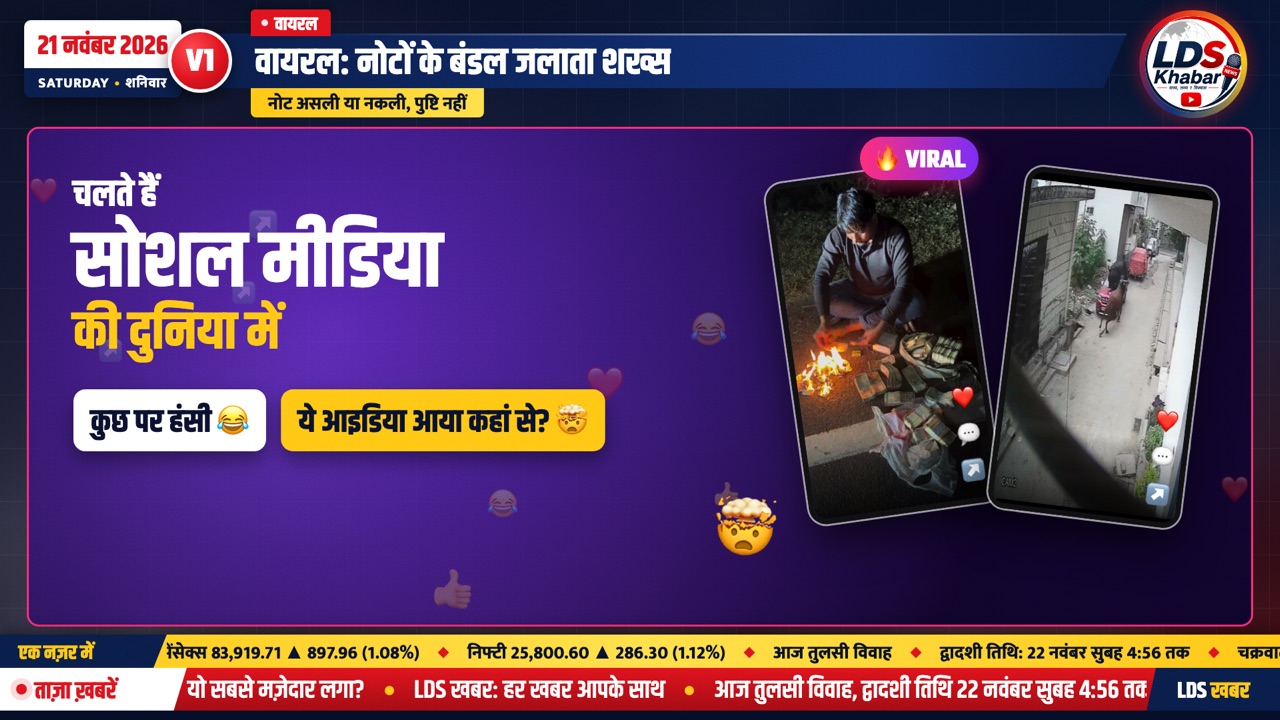 21 नवंबर 2026
SATURDAY • शनिवार
V1
वायरल
वायरल: नोटों के बंडल जलाता शख्स
नोट असली या नकली, पुष्टि नहीं
LDS
Khabar
NEWS
चलते हैं
सोशल मीडिया
की दुनिया में
कुछ पर हंसी 😂
ये आइडिया आया कहां से? 🤯
🔥 VIRAL
एक नज़र में
सेंसेक्स 83,919.71 ▲ 897.96 (1.08%) ◆ निफ्टी 25,800.60 ▲ 286.30 (1.12%) ◆ आज तुलसी विवाह ◆ द्वादशी तिथि: 22 नवंबर सुबह 4:56 तक ◆
ताज़ा ख़बरें
यो सबसे मज़ेदार लगा? • LDS खबर: हर खबर आपके साथ • आज तुलसी विवाह, द्वादशी तिथि 22 नवंबर सुबह 4:56 तक
LDS खबर